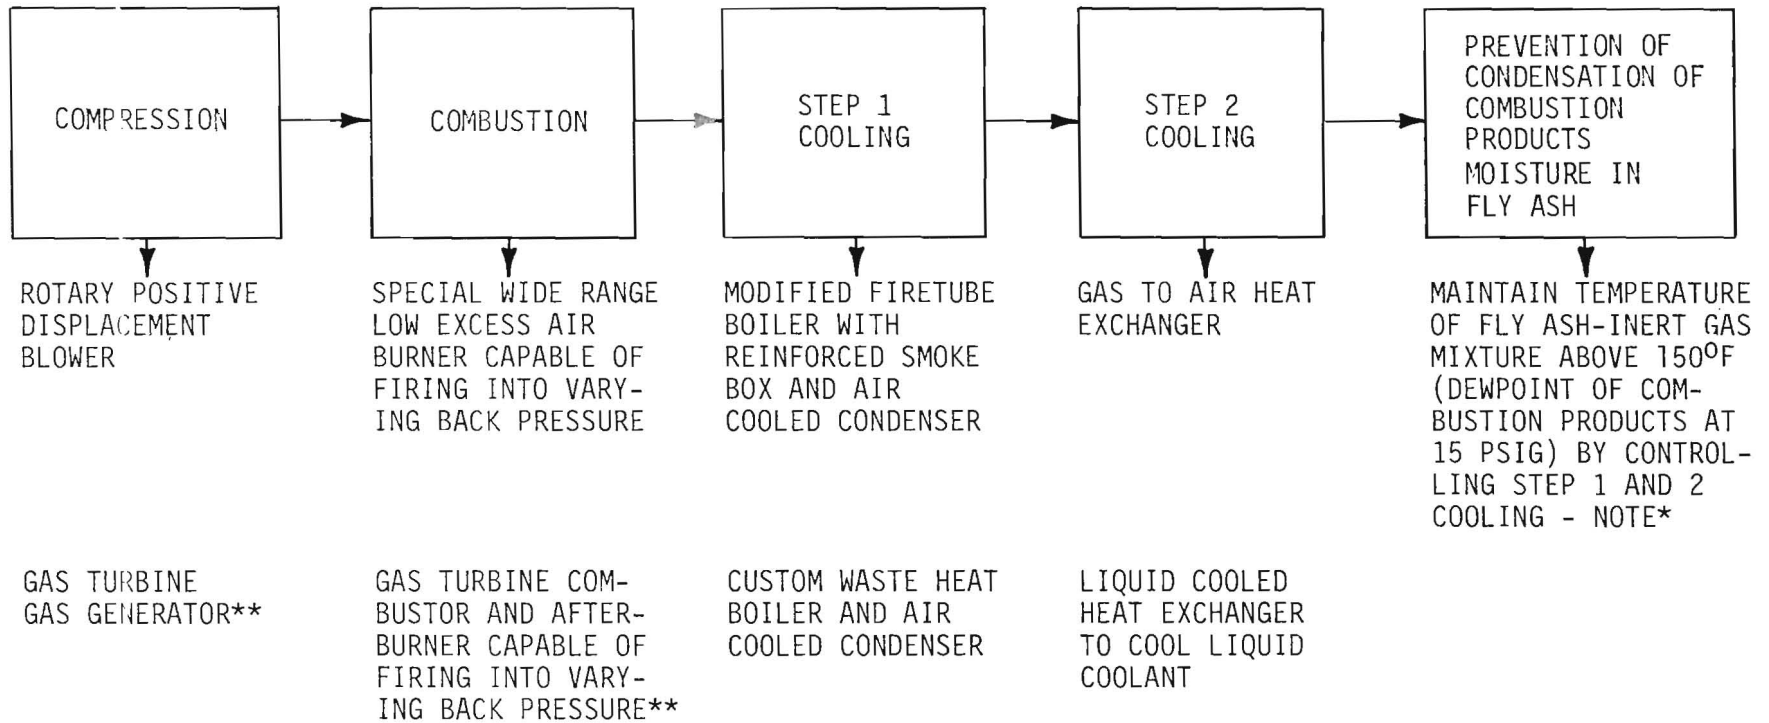 COMPRESSION
COMBUSTION
STEP 1
COOLING
STEP 2
COOLING
PREVENTION OF
CONDENSATION OF
COMBUSTION
PRODUCTS
MOISTURE IN
FLY ASH
ROTARY POSITIVE
DISPLACEMENT
BLOWER
SPECIAL WIDE RANGE
LOW EXCESS AIR
BURNER CAPABLE OF
FIRING INTO VARY-
ING BACK PRESSURE
MODIFIED FIRETUBE
BOILER WITH
REINFORCED SMOKE
BOX AND AIR
COOLED CONDENSER
GAS TO AIR HEAT
EXCHANGER
MAINTAIN TEMPERATURE
OF FLY ASH-INERT GAS
MIXTURE ABOVE 150ºF
(DEWPOINT OF COM-
BUSTION PRODUCTS AT
15 PSIG) BY CONTROL-
LING STEP 1 AND 2
COOLING - NOTE*
GAS TURBINE
GAS GENERATOR**
GAS TURBINE COM-
BUSTOR AND AFTER-
BURNER CAPABLE OF
FIRING INTO VARY-
ING BACK PRESSURE**
CUSTOM WASTE HEAT
BOILER AND AIR
COOLED CONDENSER
LIQUID COOLED
HEAT EXCHANGER
TO COOL LIQUID
COOLANT